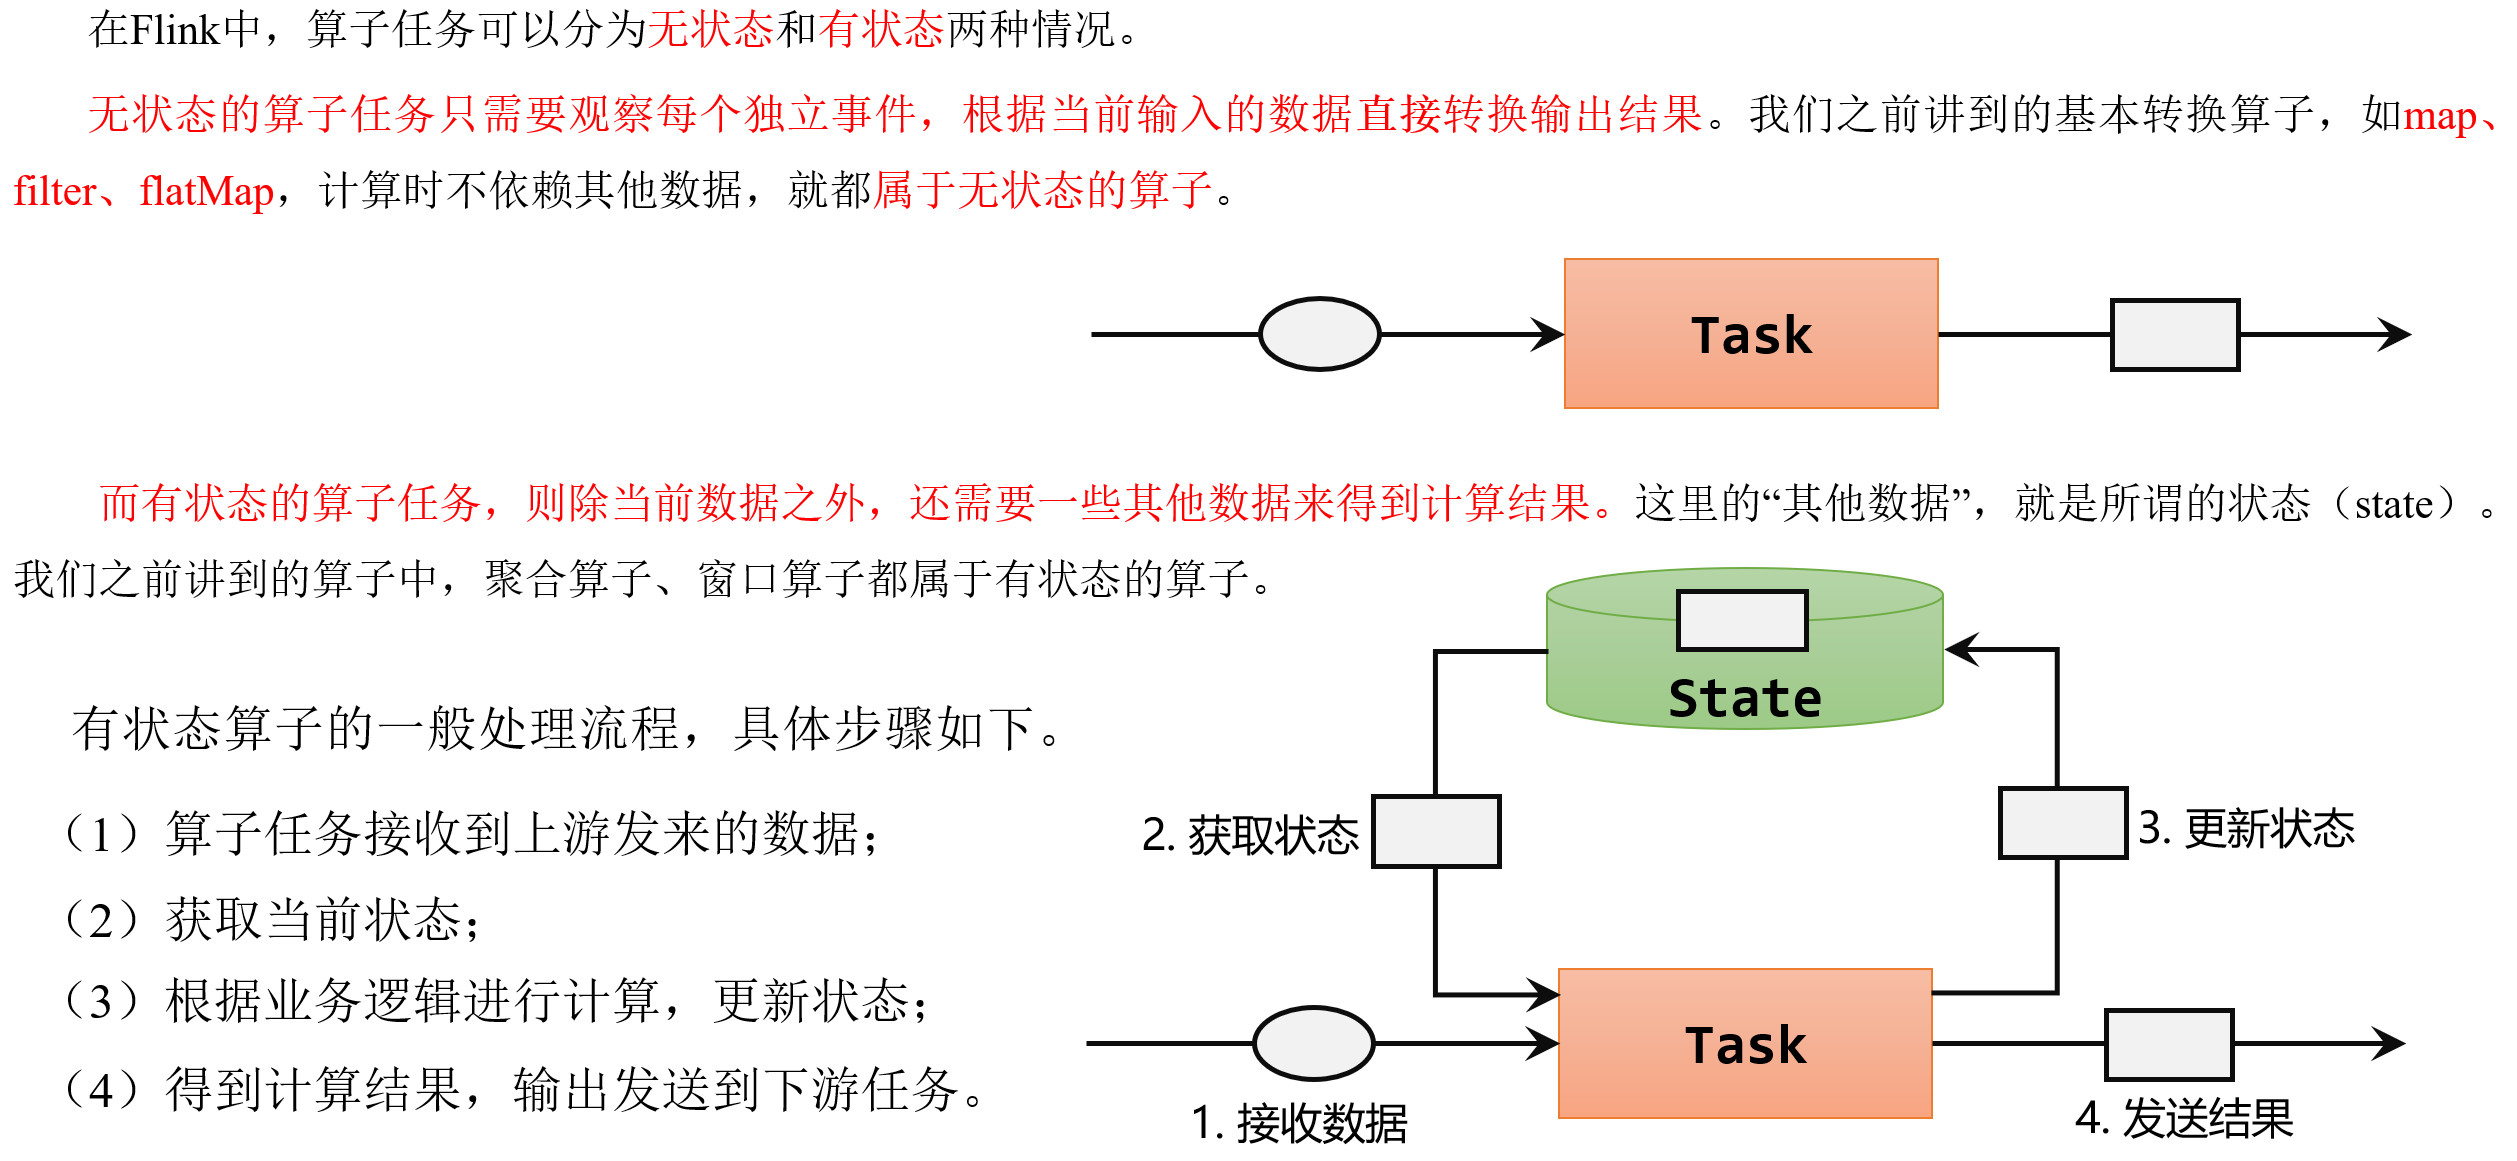 在Flink中，算子任务可以分为无状态和有状态两种情况。
无状态的算子任务只需要观察每个独立事件，根据当前输入的数据直接转换输出结果。我们之前讲到的基本转换算子，如map、
filter、flatMap，计算时不依赖其他数据，就都属于无状态的算子。
Task
而有状态的算子任务，则除当前数据之外，还需要一些其他数据来得到计算结果。这里的“其他数据”，就是所谓的状态（state）。
我们之前讲到的算子中，聚合算子、窗口算子都属于有状态的算子。
State
有状态算子的一般处理流程，具体步骤如下。
（1）算子任务接收到上游发来的数据；
（2）获取当前状态；
（3）根据业务逻辑进行计算，更新状态；
（4）得到计算结果，输出发送到下游任务。
2. 获取状态
3. 更新状态
Task
1. 接收数据
4. 发送结果